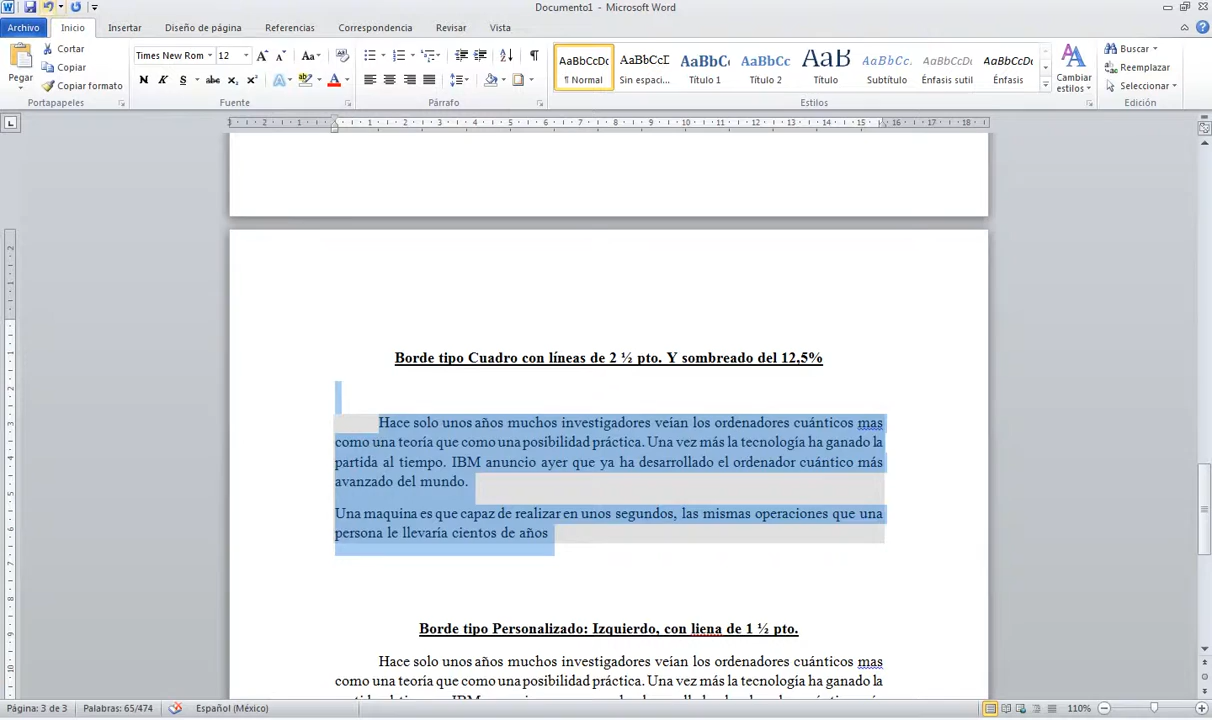 Documento1 - Microsoft Word
Archivo Inicio Insertar Diseño de página Referencias Correspondencia Revisar Vista
Pegar
Cortar
Copiar
Copiar formato
Portapapeles
Times New Rom 12
Fuente
Párrafo
AaBbCcDc AaBbCcD AaBbC AaBbCc AaB AaBbCc. AaBbCcD AaBbCcDc
¶ Normal Sin espaci... Título 1 Título 2 Título Subtítulo Énfasis sutil Énfasis
Estilos
Cambiar estilos
Buscar
Reemplazar
Seleccionar
Edición
Borde tipo Cuadro con líneas de 2 ½ pto. Y sombreado del 12,5%
Hace solo unos años muchos investigadores veían los ordenadores cuánticos mas
como una teoría que como una posibilidad práctica. Una vez más la tecnología ha ganado la
partida al tiempo. IBM anuncio ayer que ya ha desarrollado el ordenador cuántico más
avanzado del mundo.
Una maquina es que capaz de realizar en unos segundos, las mismas operaciones que una
persona le llevaría cientos de años
Borde tipo Personalizado: Izquierdo, con liena de 1 ½ pto.
Hace solo unos años muchos investigadores veían los ordenadores cuánticos mas
como una teoría que como una posibilidad práctica. Una vez más la tecnología ha ganado la
Página: 3 de 3 Palabras: 65/474 Español (México) 110%